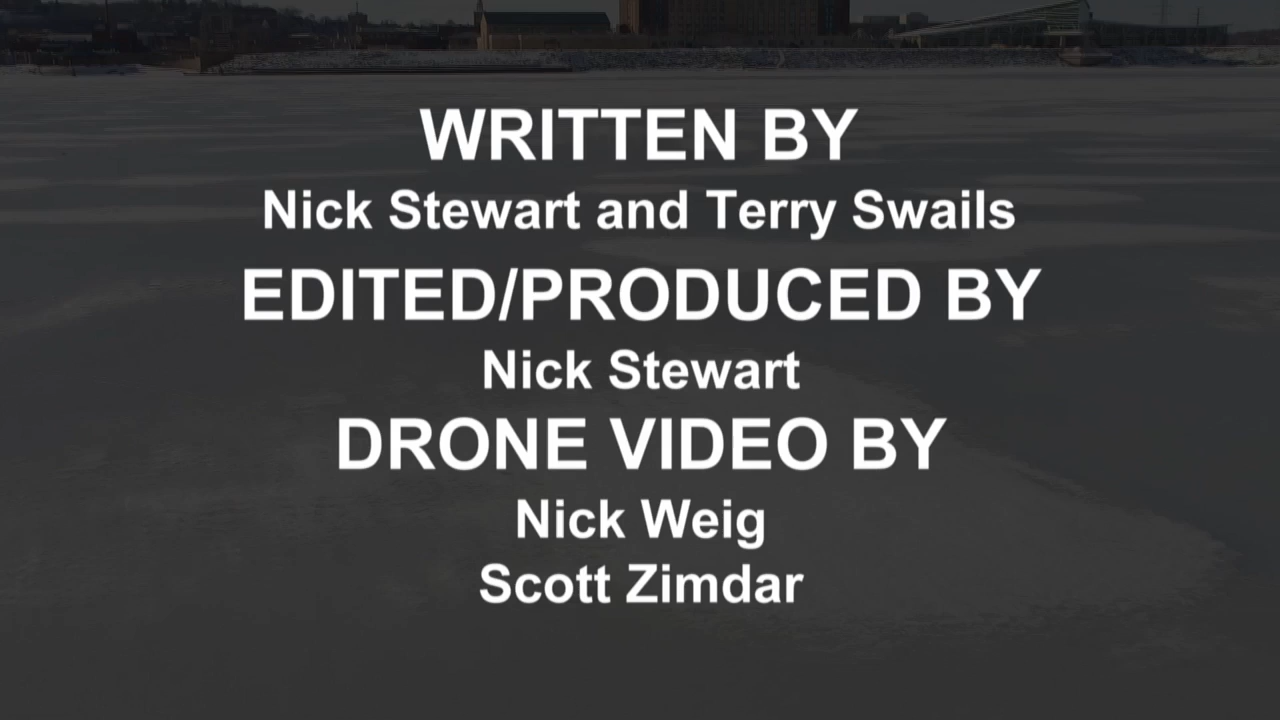 WRITTEN BY
Nick Stewart and Terry Swails
EDITED/PRODUCED BY
Nick Stewart
DRONE VIDEO BY
Nick Weig
Scott Zimdar